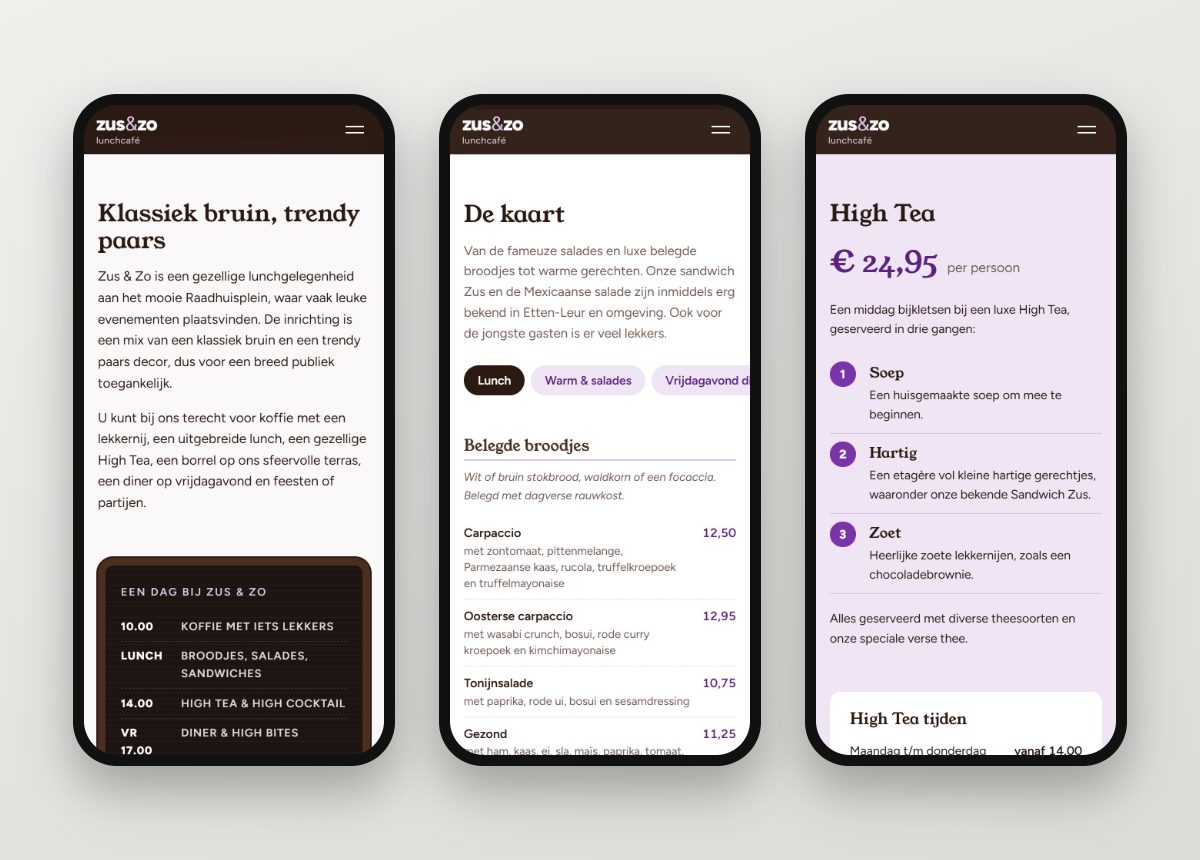 zus&zo
lunchcafé
Klassiek bruin, trendy
paars
Zus & Zo is een gezellige lunchgelegenheid
aan het mooie Raadhuisplein, waar vaak leuke
evenementen plaatsvinden. De inrichting is
een mix van een klassiek bruin en een trendy
paars decor, dus voor een breed publiek
toegankelijk.
U kunt bij ons terecht voor koffie met een
lekkernij, een uitgebreide lunch, een gezellige
High Tea, een borrel op ons sfeervolle terras,
een diner op vrijdagavond en feesten of
partijen.
EEN DAG BIJ ZUS & ZO
10.00 KOFFIE MET IETS LEKKERS
LUNCH BROODJES, SALADES,
SANDWICHES
14.00 HIGH TEA & HIGH COCKTAIL
VR DINER & HIGH BITES
17.00
zus&zo
lunchcafé
De kaart
Van de fameuze salades en luxe belegde
broodjes tot warme gerechten. Onze sandwich
Zus en de Mexicaanse salade zijn inmiddels erg
bekend in Etten-Leur en omgeving. Ook voor
de jongste gasten is er veel lekkers.
Lunch Warm & salades Vrijdagavond di
Belegde broodjes
Wit of bruin stokbrood, waldkorn of een focaccia.
Belegd met dagverse rauwkost.
Carpaccio 12,50
met zontomaat, pittenmelange,
Parmezaanse kaas, rucola, truffelkroepoek
en truffelmayonaise
Oosterse carpaccio 12,95
met wasabi crunch, bosui, rode curry
kroepoek en kimchimayonaise
Tonijnsalade 10,75
met paprika, rode ui, bosui en sesamdressing
Gezond 11,25
met ham, kaas, ei, sla, maïs, paprika, tomaat,
zus&zo
lunchcafé
High Tea
€ 24,95 per persoon
Een middag bijkletsen bij een luxe High Tea,
geserveerd in drie gangen:
1 Soep
Een huisgemaakte soep om mee te
beginnen.
2 Hartig
Een etagère vol kleine hartige gerechtjes,
waaronder onze bekende Sandwich Zus.
3 Zoet
Heerlijke zoete lekkernijen, zoals een
chocoladebrownie.
Alles geserveerd met diverse theesoorten en
onze speciale verse thee.
High Tea tijden
Maandag t/m donderdag vanaf 14.00